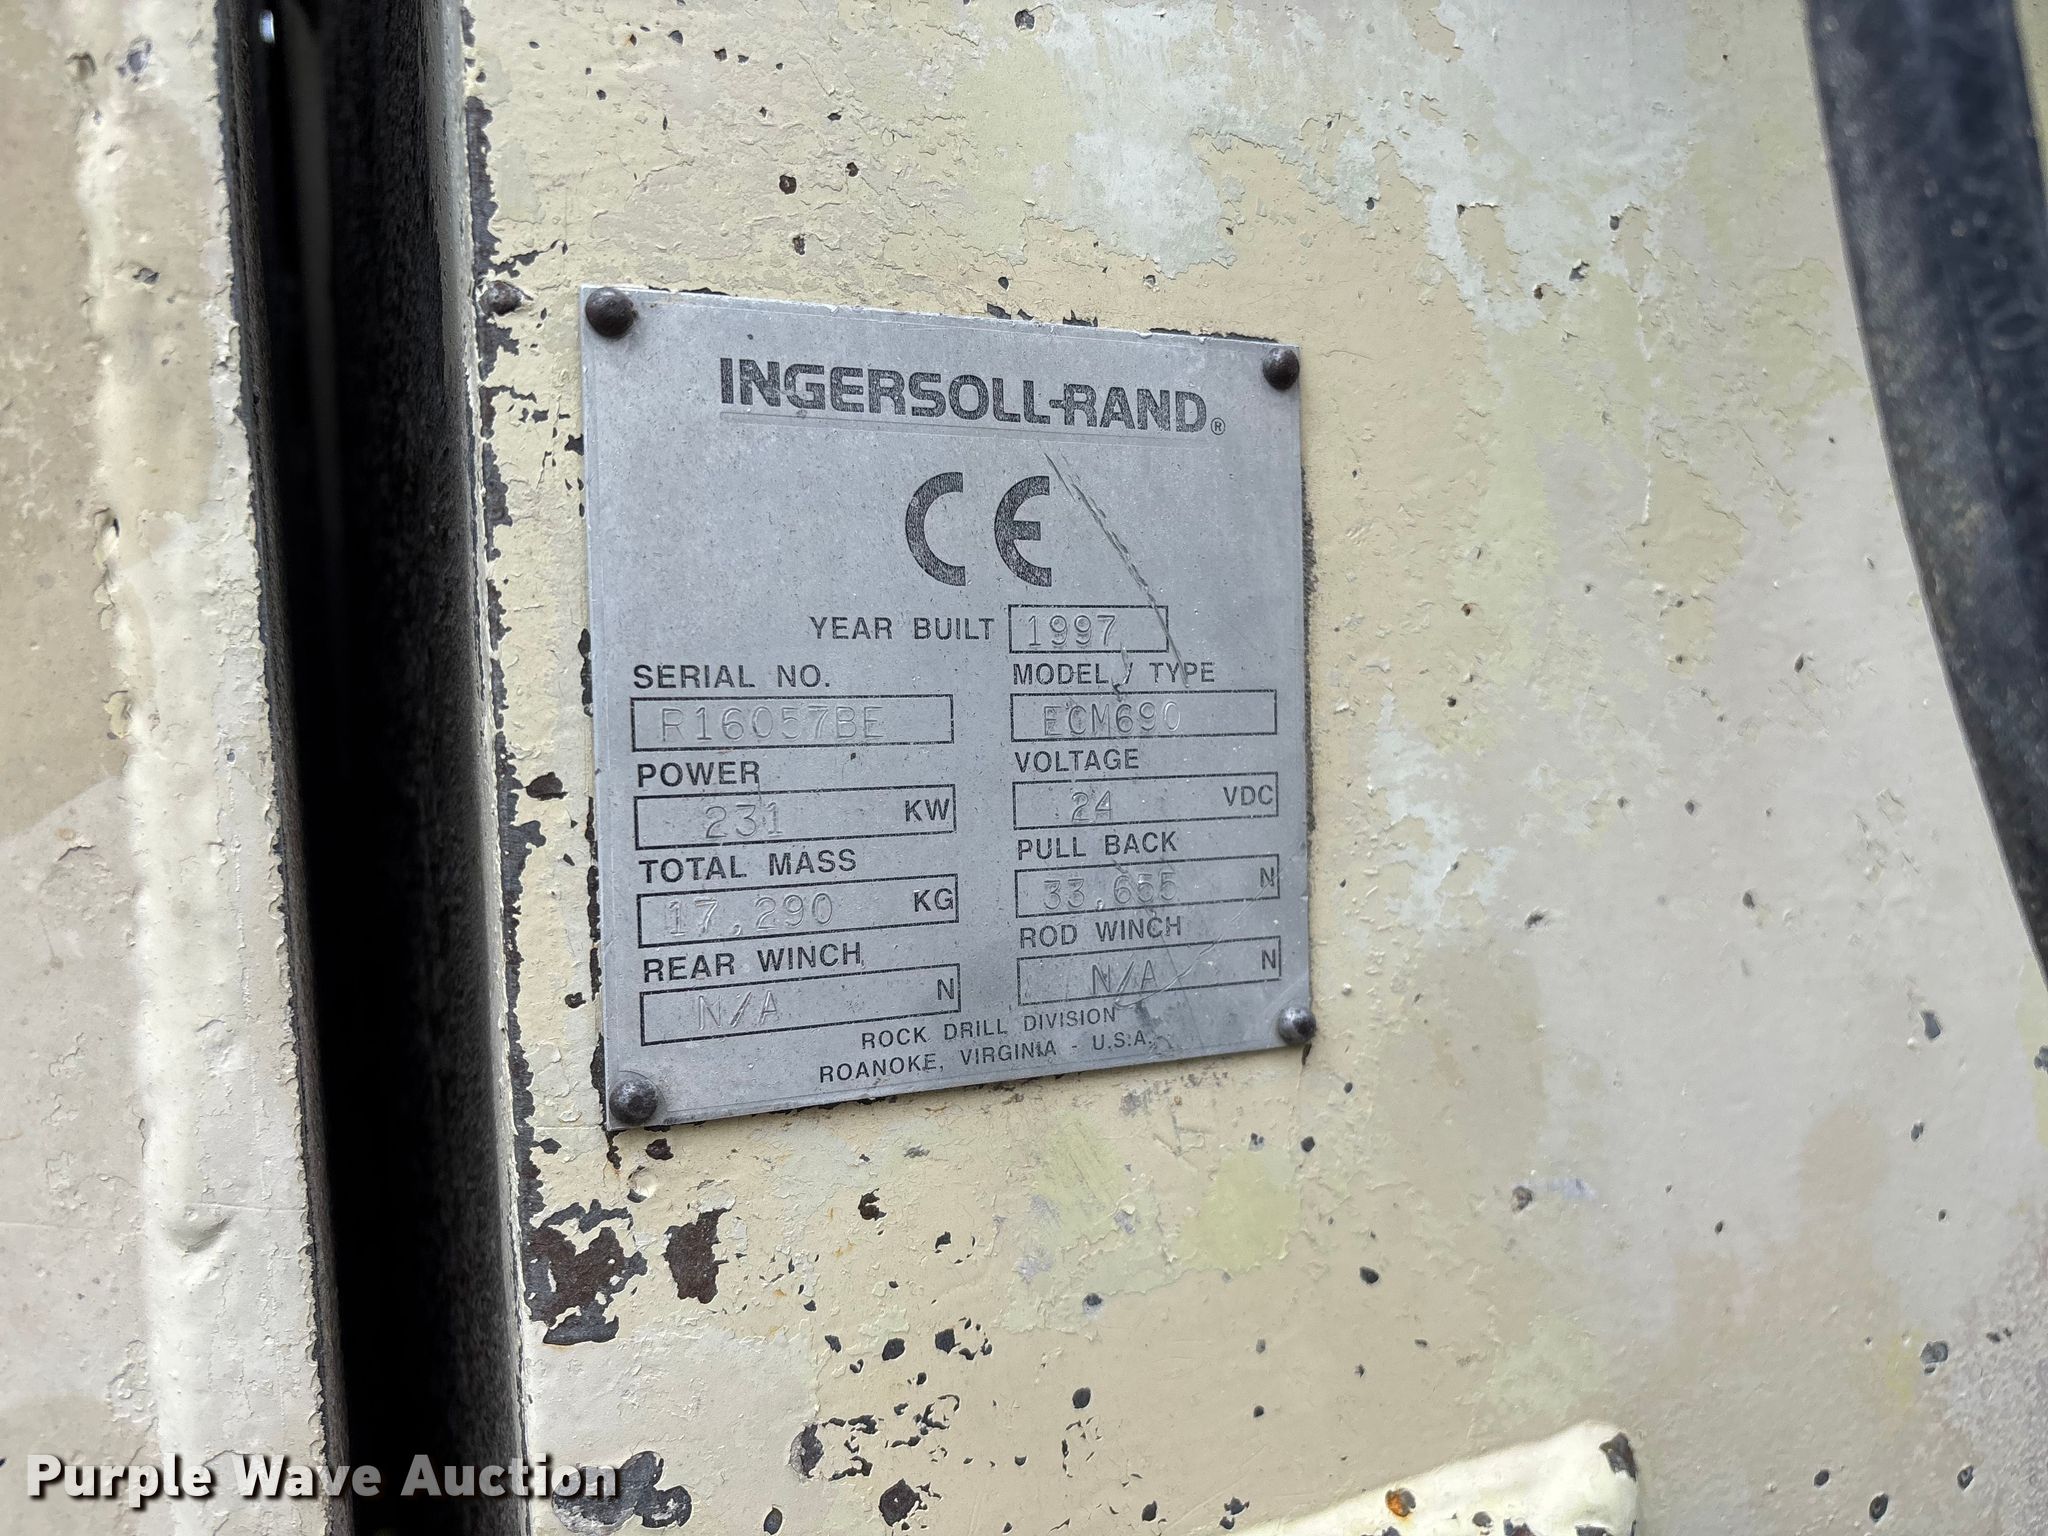 INGERSOLL-RAND®
CE
YEAR BUILT 1997
SERIAL NO. MODEL / TYPE
R16057BE ECM690
POWER VOLTAGE
231 KW 24 VDC
TOTAL MASS PULL BACK
17,290 KG 33,655 N
REAR WINCH ROD WINCH
N/A N N/A N
ROCK DRILL DIVISION
ROANOKE, VIRGINIA - U.S.A.
Purple Wave Auction